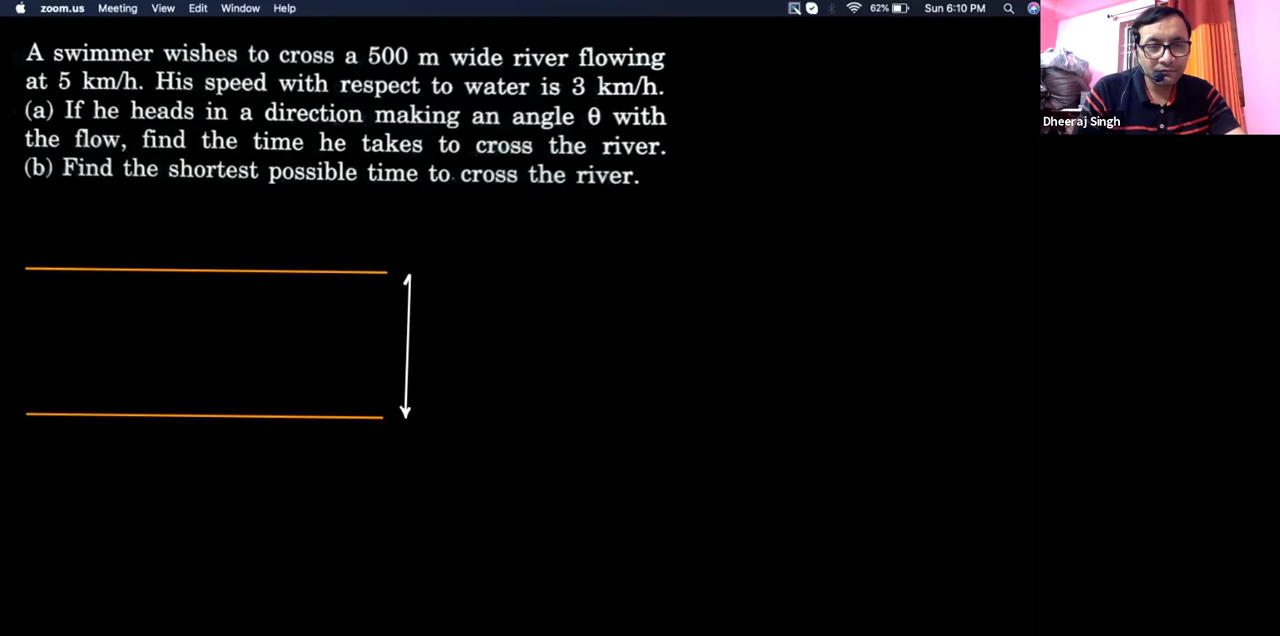 zoom.us Meeting View Edit Window Help 62% Sun 6:10 PM
A swimmer wishes to cross a 500 m wide river flowing
at 5 km/h. His speed with respect to water is 3 km/h.
(a) If he heads in a direction making an angle θ with
the flow, find the time he takes to cross the river.
(b) Find the shortest possible time to cross the river.
Dheeraj Singh